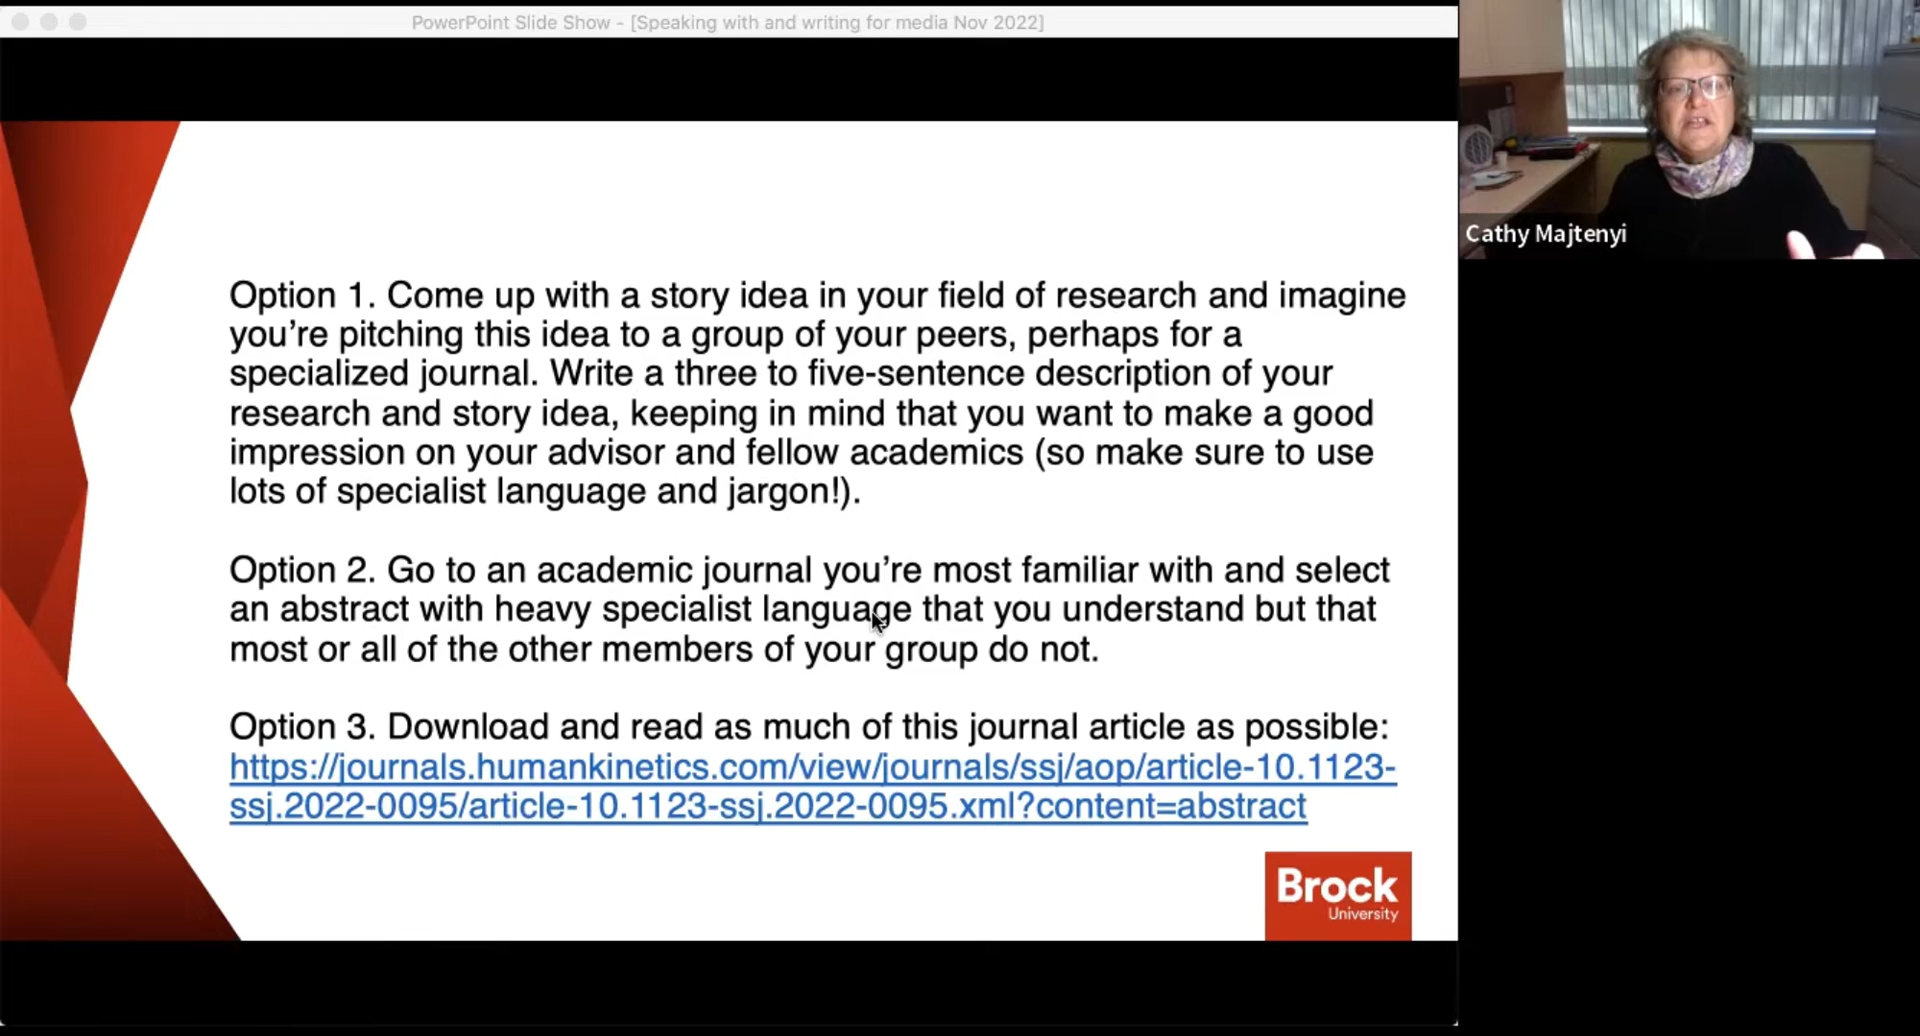 PowerPoint Slide Show - [Speaking with and writing for media Nov 2022]
Option 1. Come up with a story idea in your field of research and imagine
you're pitching this idea to a group of your peers, perhaps for a
specialized journal. Write a three to five-sentence description of your
research and story idea, keeping in mind that you want to make a good
impression on your advisor and fellow academics (so make sure to use
lots of specialist language and jargon!).
Option 2. Go to an academic journal you're most familiar with and select
an abstract with heavy specialist language that you understand but that
most or all of the other members of your group do not.
Option 3. Download and read as much of this journal article as possible:
https://journals.humankinetics.com/view/journals/ssj/aop/article-10.1123-
ssj.2022-0095/article-10.1123-ssj.2022-0095.xml?content=abstract
Brock
University
Cathy Majtenyi